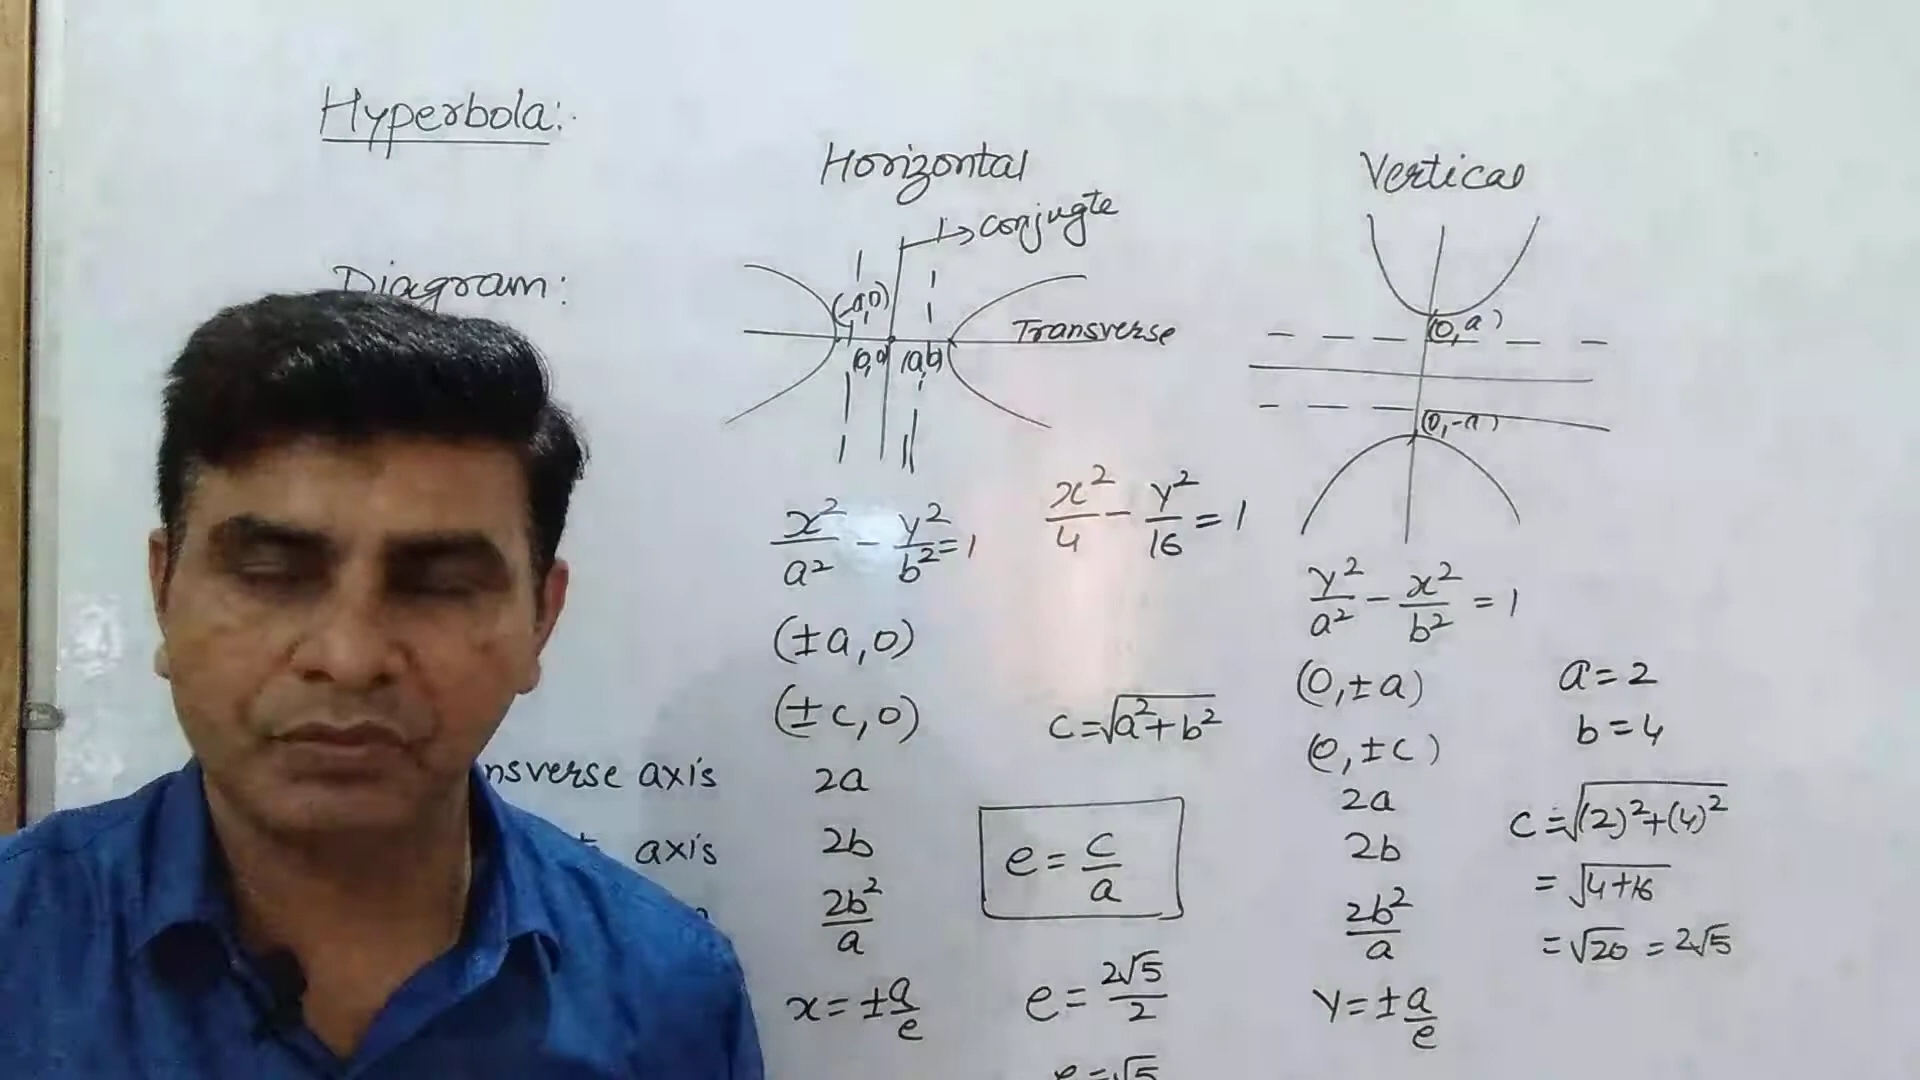 Hyperbola:
Horizontal
Vertical
conjugte
Diagram:
(-a,0)
(0,0)
Transverse
(0,a)
(0,-a)
x²/a² - y²/b² = 1
x²/4 - y²/16 = 1
y²/a² - x²/b² = 1
(±a,0)
(0,±a)
a=2
(±c,0)
c=√a²+b²
(0,±c)
b=4
nsverse axis
2a
2a
c=√(2)²+(4)²
axis
2b
e=c/a
2b
=√4+16
2b²/a
2b²/a
=√20 = 2√5
x=±a/e
e=2√5/2
y=±a/e
e=√5